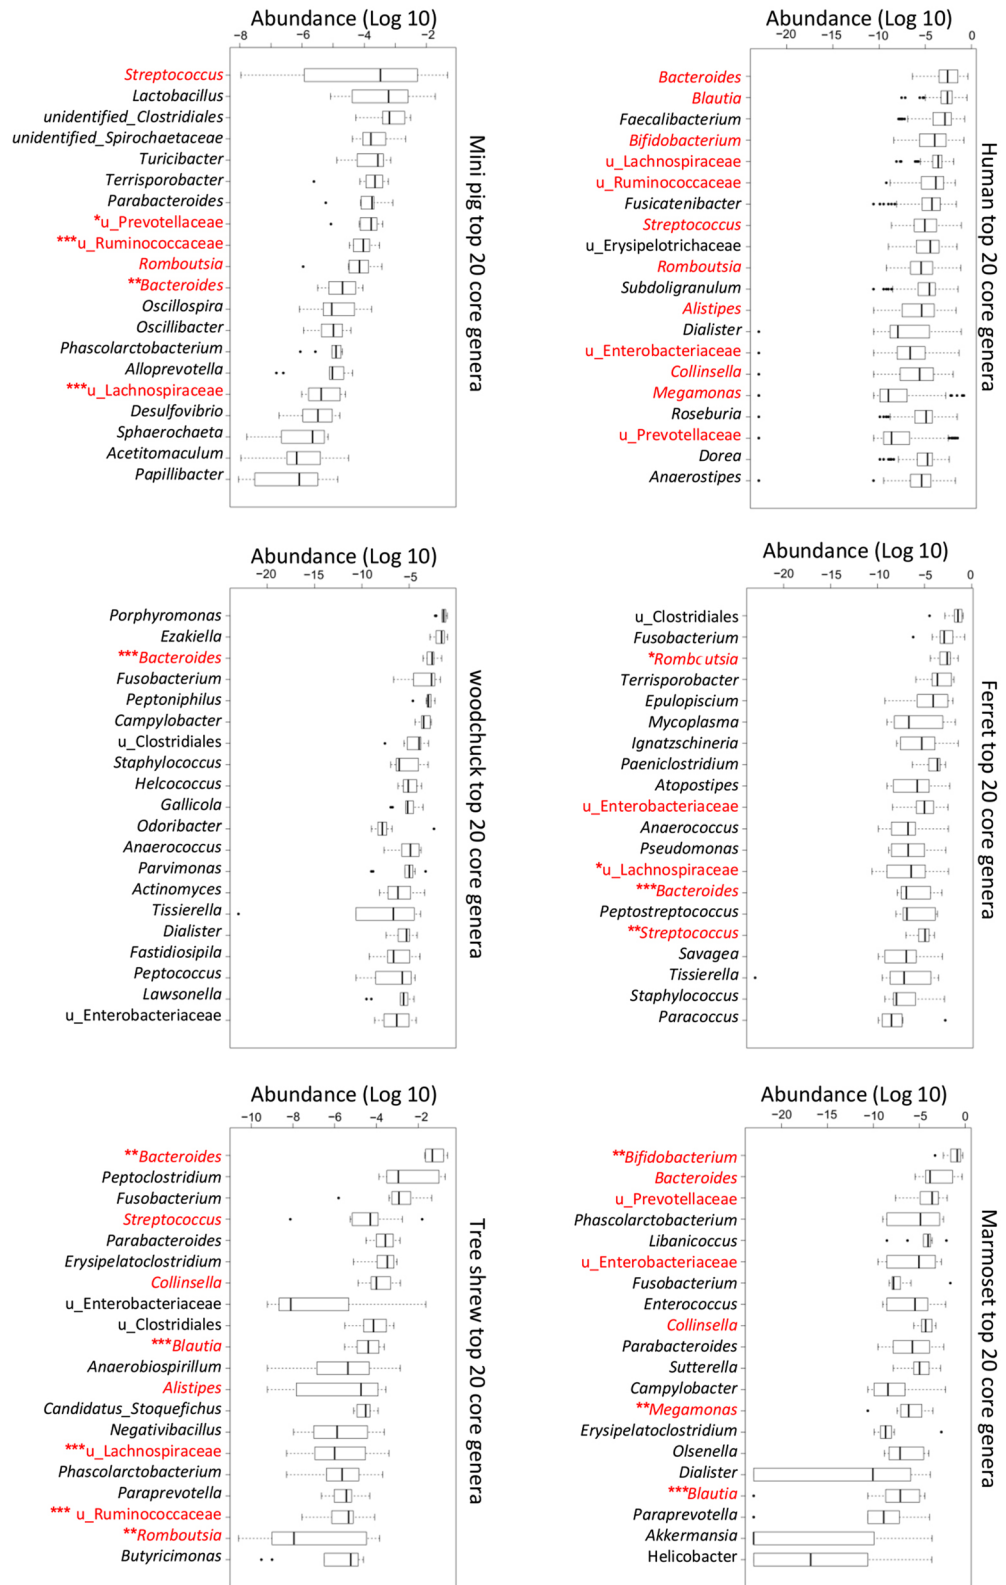 Abundance (Log 10)
−8 −6 −4 −2
Streptococcus
Lactobacillus
unidentified_Clostridiales
unidentified_Spirochaetaceae
Turicibacter
Terrisporobacter
Parabacteroides
*u_Prevotellaceae
***u_Ruminococcaceae
Romboutsia
**Bacteroides
Oscillospira
Oscillibacter
Phascolarctobacterium
Alloprevotella
***u_Lachnospiraceae
Desulfovibrio
Sphaerochaeta
Acetitomaculum
Papillibacter
Mini pig top 20 core genera
Abundance (Log 10)
−20 −15 −10 −5 0
Bacteroides
Blautia
Faecalibacterium
Bifidobacterium
u_Lachnospiraceae
u_Ruminococcaceae
Fusicatenibacter
Streptococcus
u_Erysipelotrichaceae
Romboutsia
Subdoligranulum
Alistipes
Dialister
u_Enterobacteriaceae
Collinsella
Megamonas
Roseburia
u_Prevotellaceae
Dorea
Anaerostipes
Human top 20 core genera
Abundance (Log 10)
−20 −15 −10 −5
Porphyromonas
Ezakiella
***Bacteroides
Fusobacterium
Peptoniphilus
Campylobacter
u_Clostridiales
Staphylococcus
Helcococcus
Gallicola
Odoribacter
Anaerococcus
Parvimonas
Actinomyces
Tissierella
Dialister
Fastidiosipila
Peptococcus
Lawsonella
u_Enterobacteriaceae
woodchuck top 20 core genera
Abundance (Log 10)
−20 −15 −10 −5 0
u_Clostridiales
Fusobacterium
*Rombcutsia
Terrisporobacter
Epulopiscium
Mycoplasma
Ignatzschineria
Paeniclostridium
Atopostipes
u_Enterobacteriaceae
Anaerococcus
Pseudomonas
*u_Lachnospiraceae
***Bacteroides
Peptostreptococcus
**Streptococcus
Savagea
Tissierella
Staphylococcus
Paracoccus
Ferret top 20 core genera
Abundance (Log 10)
−10 −8 −6 −4 −2
**Bacteroides
Peptoclostridium
Fusobacterium
Streptococcus
Parabacteroides
Erysipelatoclostridium
Collinsella
u_Enterobacteriaceae
u_Clostridiales
***Blautia
Anaerobiospirillum
Alistipes
Candidatus_Stoquefichus
Negativibacillus
***u_Lachnospiraceae
Phascolarctobacterium
Paraprevotella
*** u_Ruminococcaceae
**Romboutsia
Butyricimonas
Tree shrew top 20 core genera
Abundance (Log 10)
−20 −15 −10 −5 0
**Bifidobacterium
Bacteroides
u_Prevotellaceae
Phascolarctobacterium
Libanicoccus
u_Enterobacteriaceae
Fusobacterium
Enterococcus
Collinsella
Parabacteroides
Sutterella
Campylobacter
**Megamonas
Erysipelatoclostridium
Olsenella
Dialister
***Blautia
Paraprevotella
Akkermansia
Helicobacter
Marmoset top 20 core genera